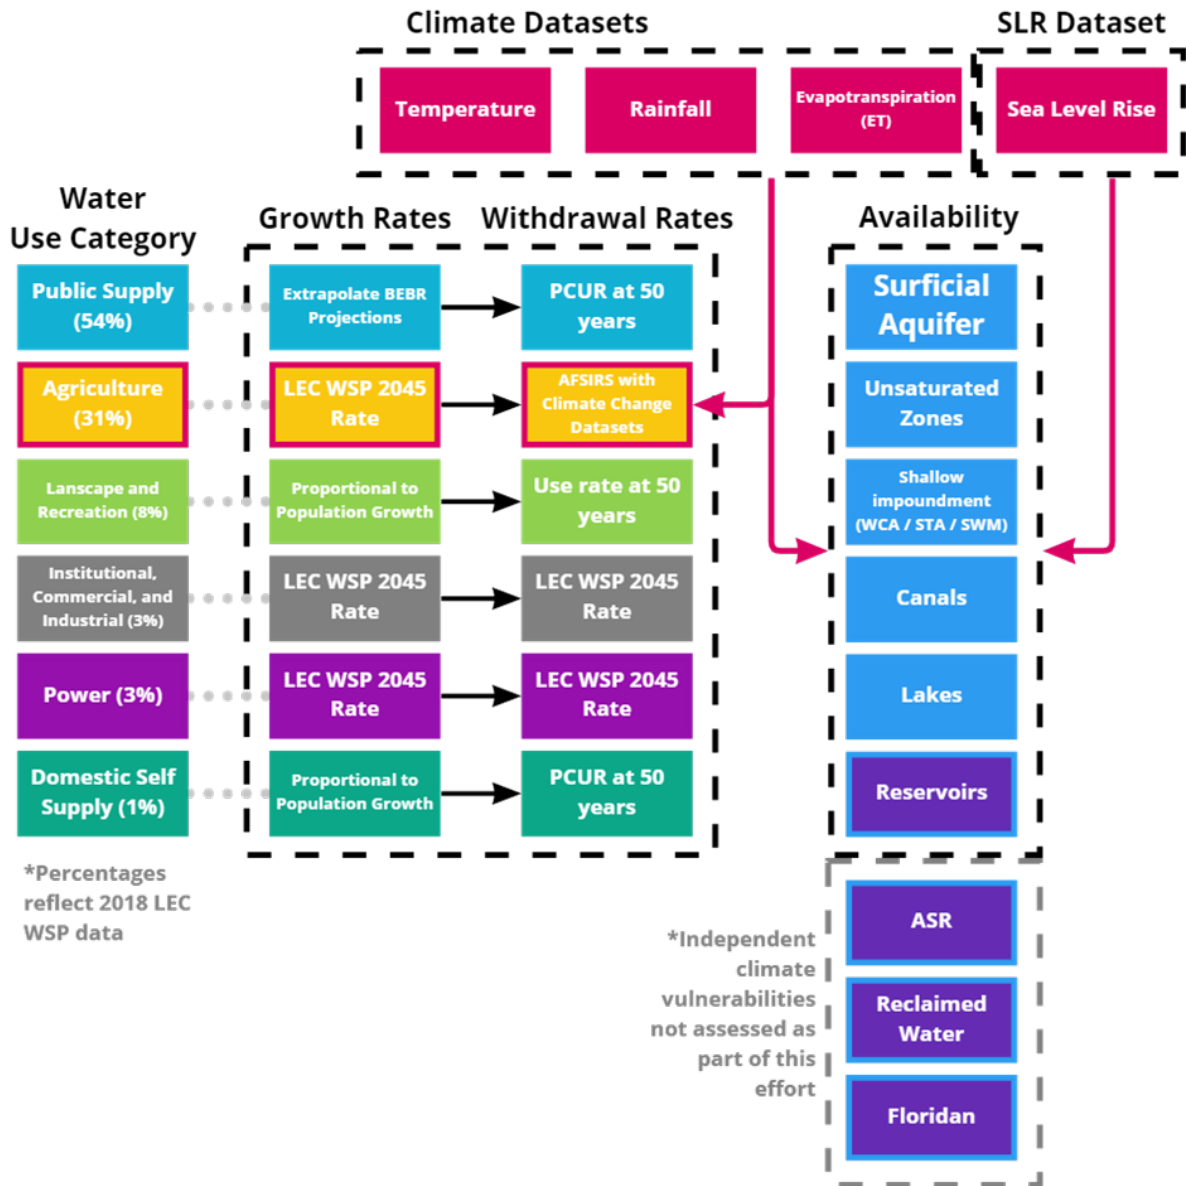 Climate Datasets
SLR Dataset
Temperature
Rainfall
Evapotranspiration
(ET)
Sea Level Rise
Water
Use Category
Growth Rates
Withdrawal Rates
Availability
Public Supply
(54%)
Extrapolate BEBR
Projections
PCUR at 50
years
Surficial
Aquifer
Agriculture
(31%)
LEC WSP 2045
Rate
AFSIRS with
Climate Change
Datasets
Unsaturated
Zones
Lanscape and
Recreation (8%)
Proportional to
Population Growth
Use rate at 50
years
Shallow
impoundment
(WCA / STA / SWM)
Institutional,
Commercial, and
Industrial (3%)
LEC WSP 2045
Rate
LEC WSP 2045
Rate
Canals
Power (3%)
LEC WSP 2045
Rate
LEC WSP 2045
Rate
Lakes
Domestic Self
Supply (1%)
Proportional to
Population Growth
PCUR at 50
years
Reservoirs
*Percentages
reflect 2018 LEC
WSP data
*Independent
climate
vulnerabilities
not assessed as
part of this
effort
ASR
Reclaimed
Water
Floridan